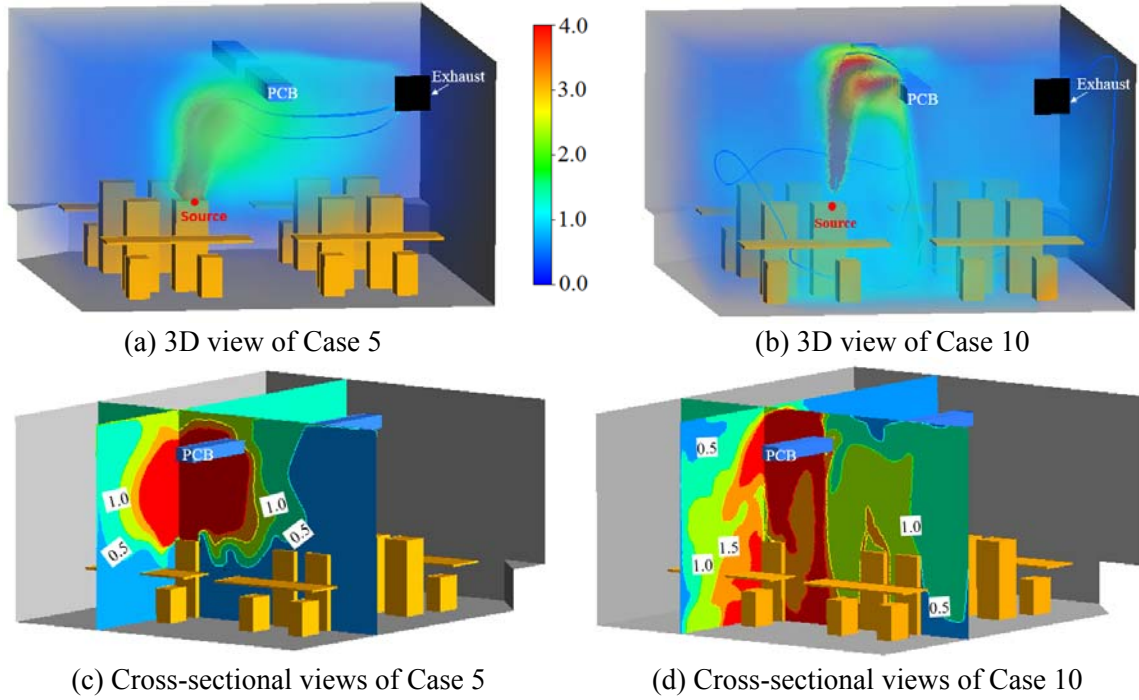 4.0
3.0
2.0
1.0
0.0
PCB
Exhaust
Source
PCB
Exhaust
Source
(a) 3D view of Case 5
(b) 3D view of Case 10
PCB
1.0
1.0
0.5
0.5
PCB
0.5
1.0
1.5
1.0
0.5
(c) Cross-sectional views of Case 5
(d) Cross-sectional views of Case 10